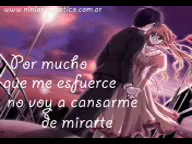 www.ninieromantica.com.ar
Por mucho
que me esfuerce
no voy a cansarme
de mirarte